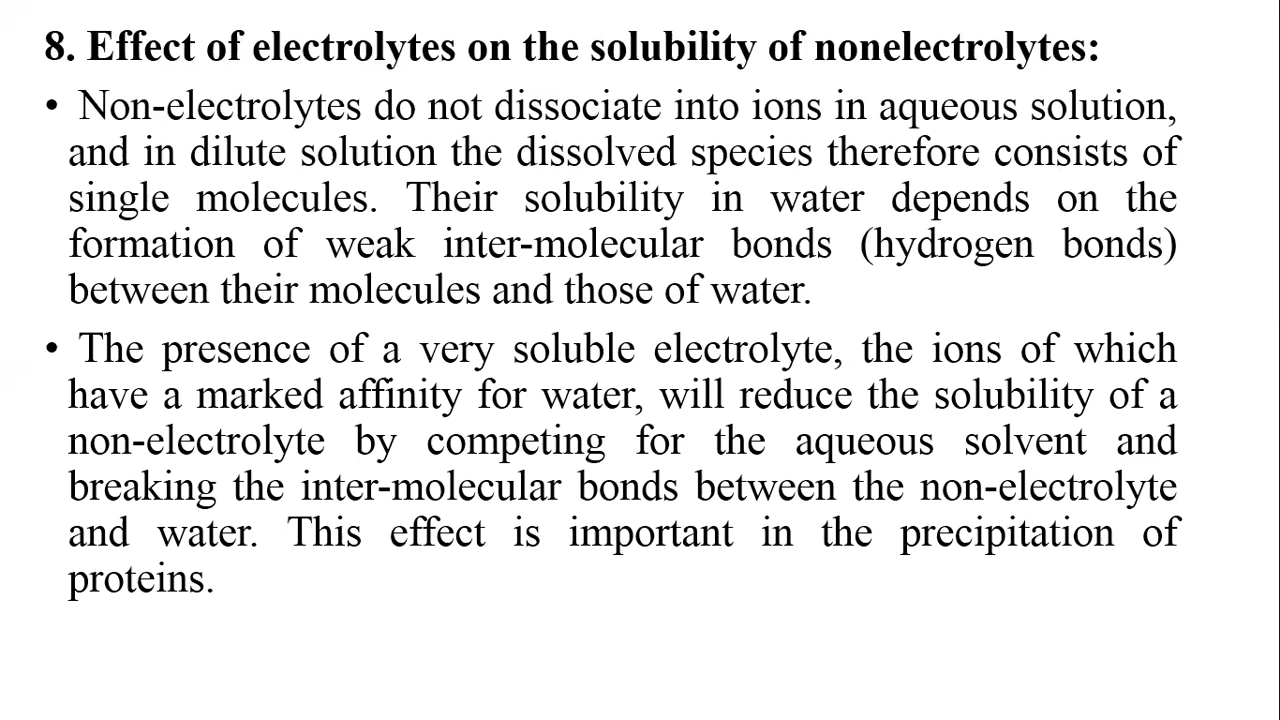 8. Effect of electrolytes on the solubility of nonelectrolytes:
• Non-electrolytes do not dissociate into ions in aqueous solution,
and in dilute solution the dissolved species therefore consists of
single molecules. Their solubility in water depends on the
formation of weak inter-molecular bonds (hydrogen bonds)
between their molecules and those of water.
• The presence of a very soluble electrolyte, the ions of which
have a marked affinity for water, will reduce the solubility of a
non-electrolyte by competing for the aqueous solvent and
breaking the inter-molecular bonds between the non-electrolyte
and water. This effect is important in the precipitation of
proteins.